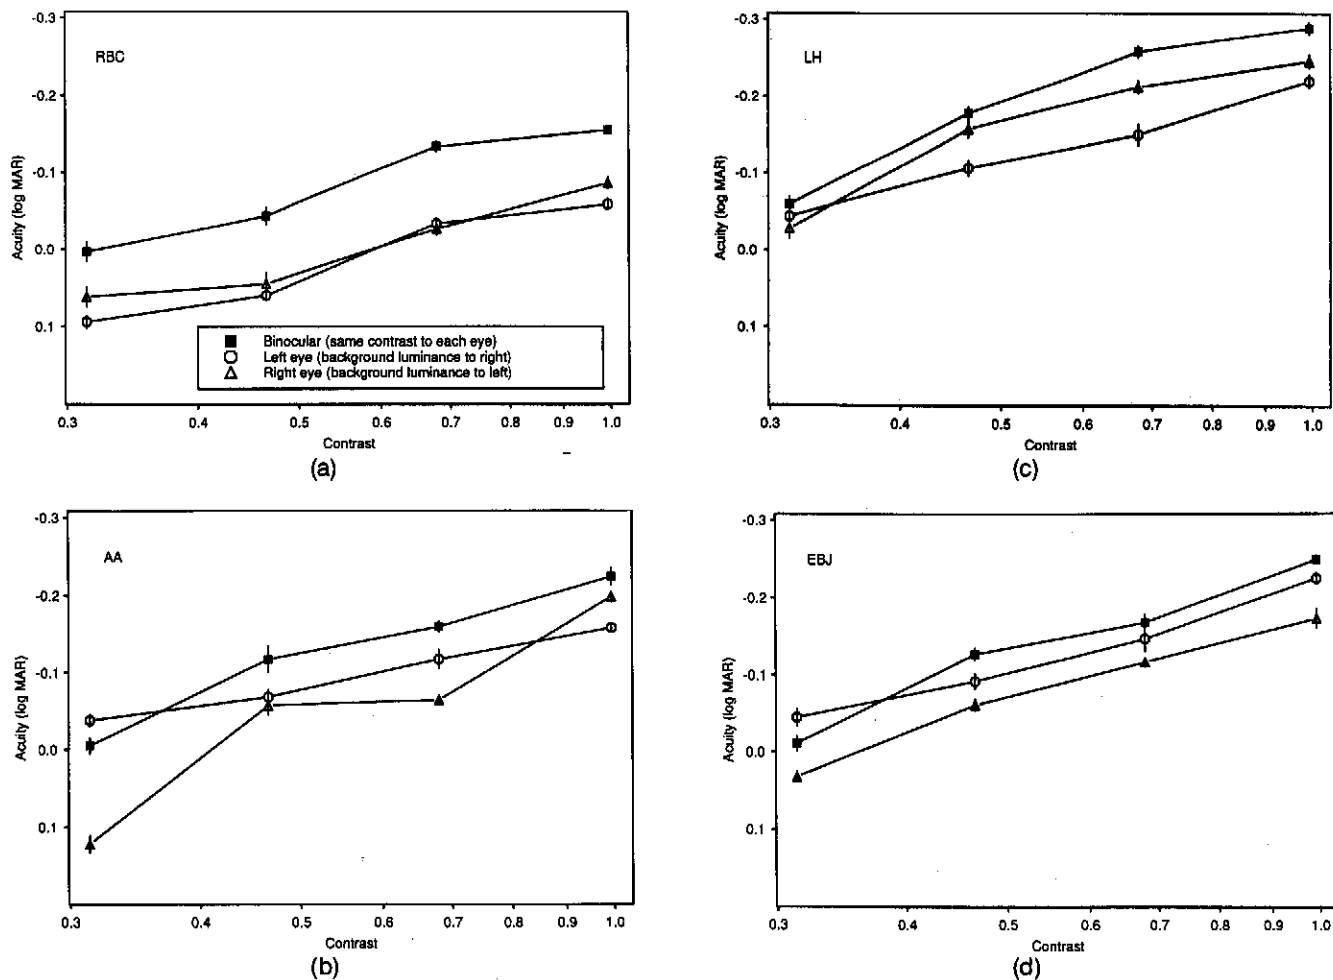 -0.3
-0.2
-0.1
0.0
0.1
Acuity (log MAR)
RBC
Binocular (same contrast to each eye)
Left eye (background luminance to right)
Right eye (background luminance to left)
0.3 0.4 0.5 0.6 0.7 0.8 0.9 1.0
Contrast
(a)
-0.3
-0.2
-0.1
0.0
0.1
Acuity (log MAR)
LH
0.3 0.4 0.5 0.6 0.7 0.8 0.9 1.0
Contrast
(c)
-0.3
-0.2
-0.1
0.0
0.1
Acuity (log MAR)
AA
0.3 0.4 0.5 0.6 0.7 0.8 0.9 1.0
Contrast
(b)
-0.3
-0.2
-0.1
0.0
0.1
Acuity (log MAR)
EBJ
0.3 0.4 0.5 0.6 0.7 0.8 0.9 1.0
Contrast
(d)